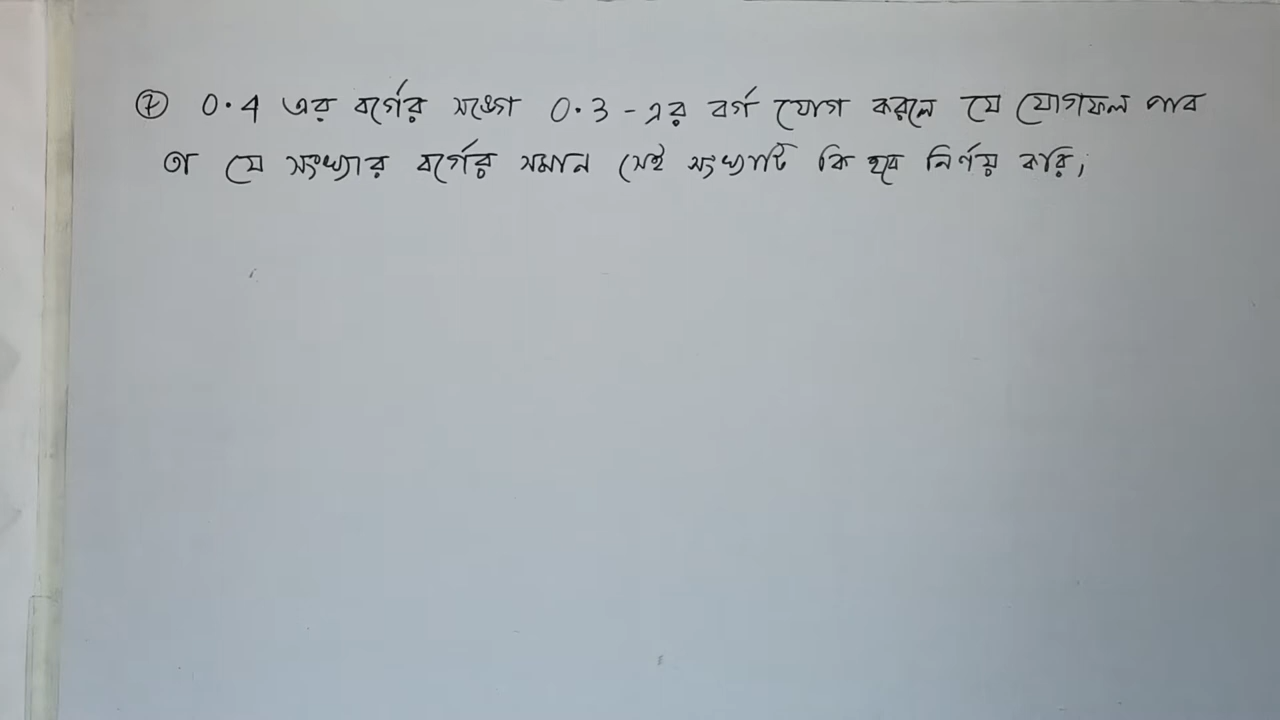 ⑦ 0.4 এর বর্গের সঙ্গে 0.3 - এর বর্গ যোগ করলে যে যোগফল পাব
তা যে সংখ্যার বর্গের সমান সেই সংখ্যাটি কি হবে নির্ণয় করি।